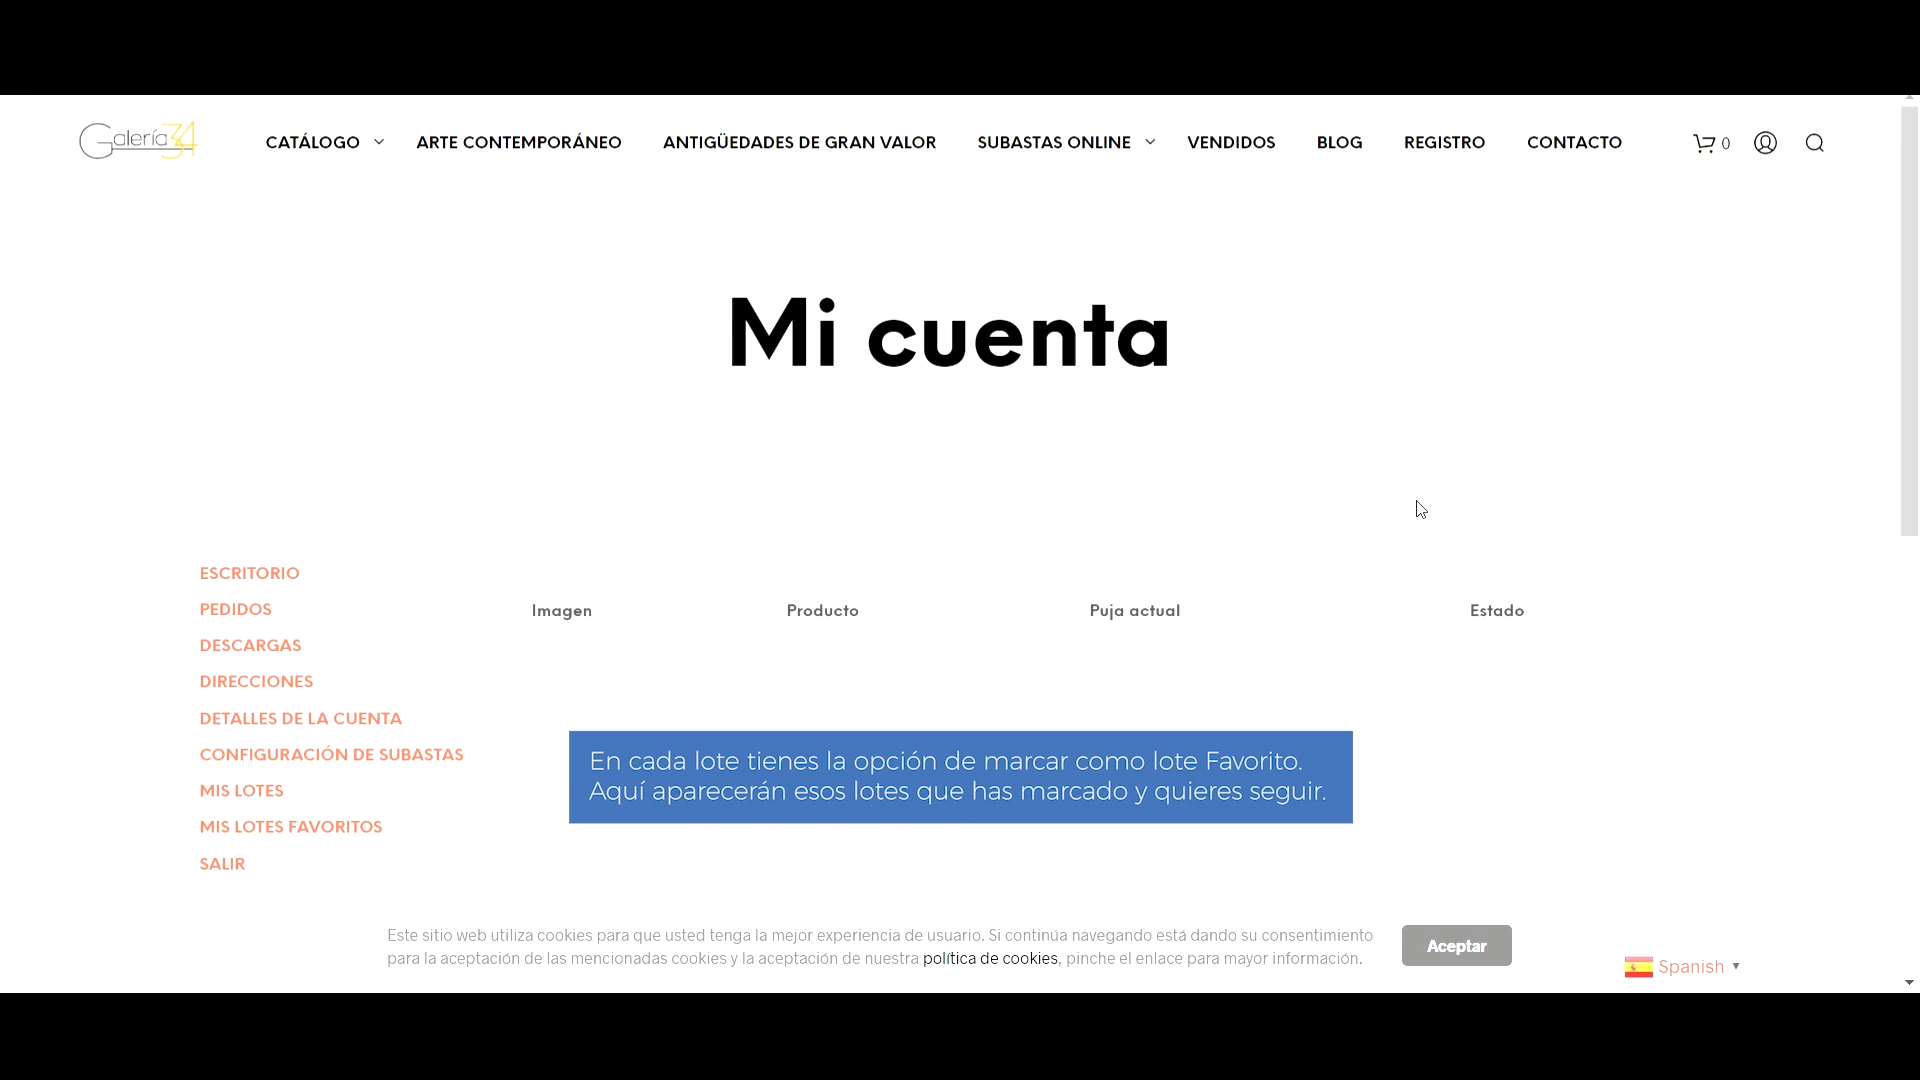 Galería34
CATÁLOGO
ARTE CONTEMPORÁNEO
ANTIGÜEDADES DE GRAN VALOR
SUBASTAS ONLINE
VENDIDOS
BLOG
REGISTRO
CONTACTO
0
Mi cuenta
ESCRITORIO
PEDIDOS
DESCARGAS
DIRECCIONES
DETALLES DE LA CUENTA
CONFIGURACIÓN DE SUBASTAS
MIS LOTES
MIS LOTES FAVORITOS
SALIR
Imagen
Producto
Puja actual
Estado
En cada lote tienes la opción de marcar como lote Favorito.
Aquí aparecerán esos lotes que has marcado y quieres seguir.
Este sitio web utiliza cookies para que usted tenga la mejor experiencia de usuario. Si continúa navegando está dando su consentimiento
para la aceptación de las mencionadas cookies y la aceptación de nuestra política de cookies, pinche el enlace para mayor información.
Aceptar
Spanish